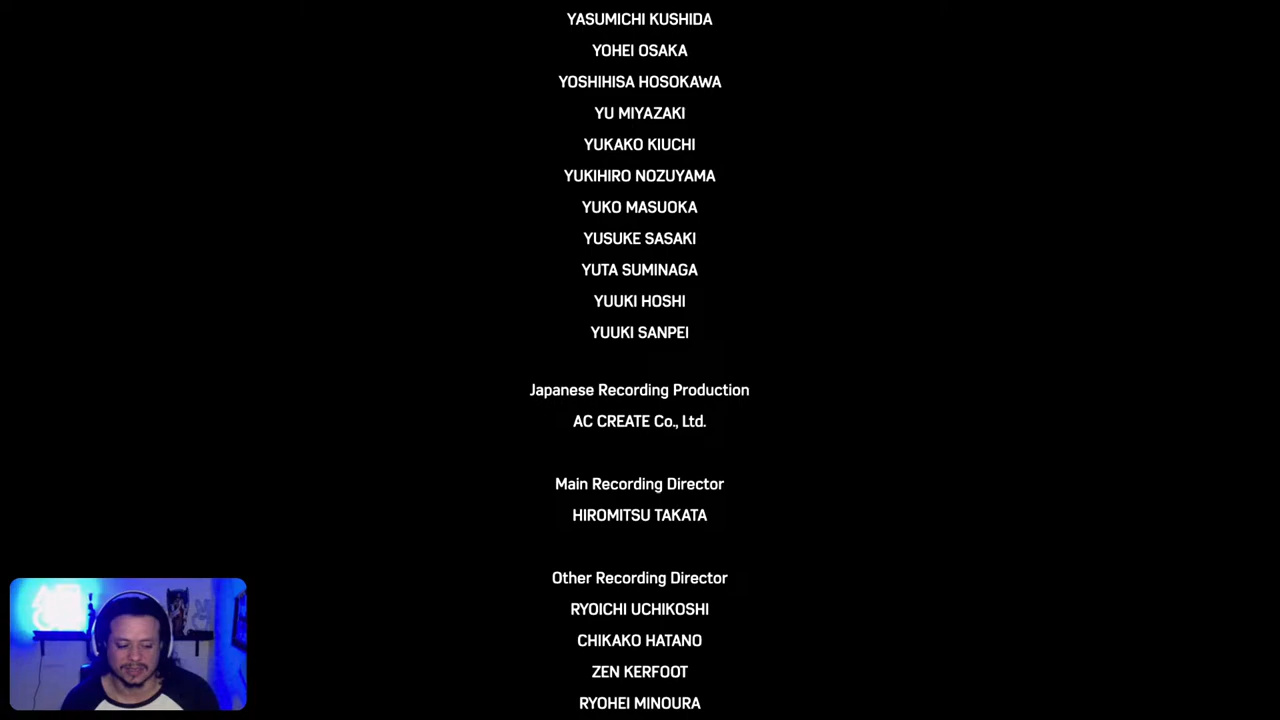 YASUMICHI KUSHIDA
YOHEI OSAKA
YOSHIHISA HOSOKAWA
YU MIYAZAKI
YUKAKO KIUCHI
YUKIHIRO NOZUYAMA
YUKO MASUOKA
YUSUKE SASAKI
YUTA SUMINAGA
YUUKI HOSHI
YUUKI SANPEI
Japanese Recording Production
AC CREATE Co., Ltd.
Main Recording Director
HIROMITSU TAKATA
Other Recording Director
RYOICHI UCHIKOSHI
CHIKAKO HATANO
ZEN KERFOOT
RYOHEI MINOURA